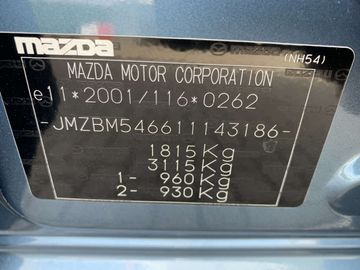 mazda (NH54)
MAZDA MOTOR CORPORATION
e11*2001/116*0262
-JMZBM546611143186-
1815Kg
3115Kg
1- 960Kg
2- 930Kg